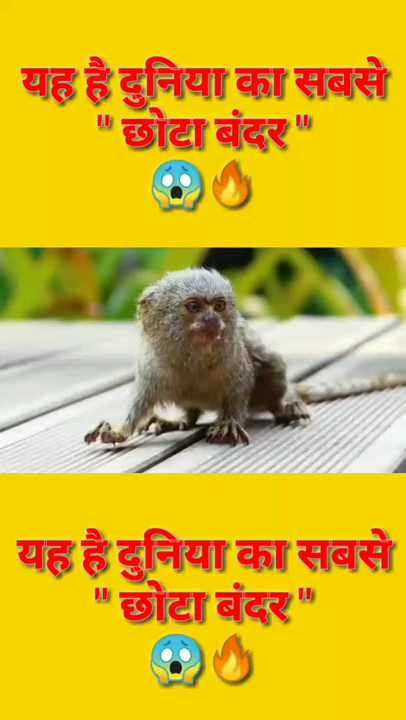 यह है दुनिया का सबसे
" छोटा बंदर "
😱🔥
यह है दुनिया का सबसे
" छोटा बंदर "
😱🔥